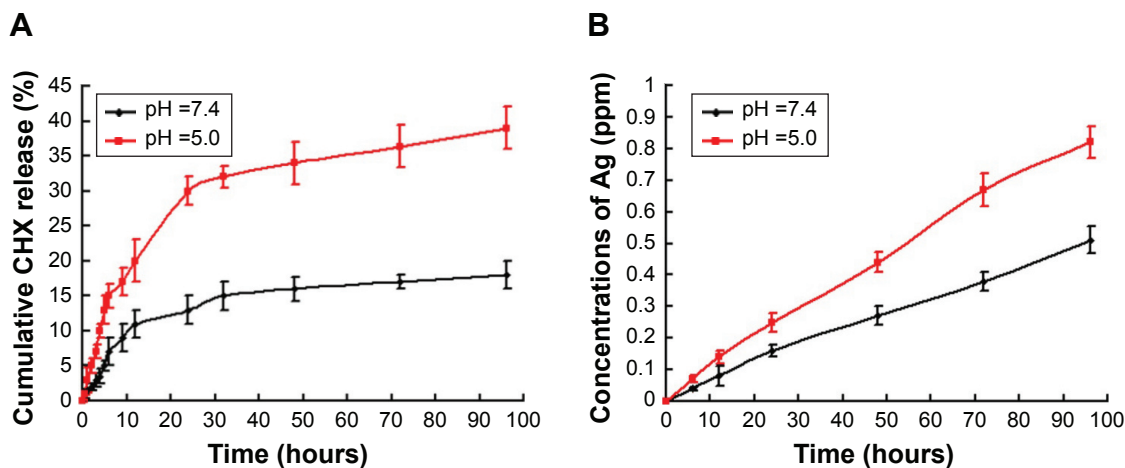 A
Cumulative CHX release (%)
45
40
35
30
25
20
15
10
5
0
pH =7.4
pH =5.0
0 10 20 30 40 50 60 70 80 90 100
Time (hours)
B
Concentrations of Ag (ppm)
1
0.9
0.8
0.7
0.6
0.5
0.4
0.3
0.2
0.1
0
pH =7.4
pH =5.0
0 10 20 30 40 50 60 70 80 90 100
Time (hours)